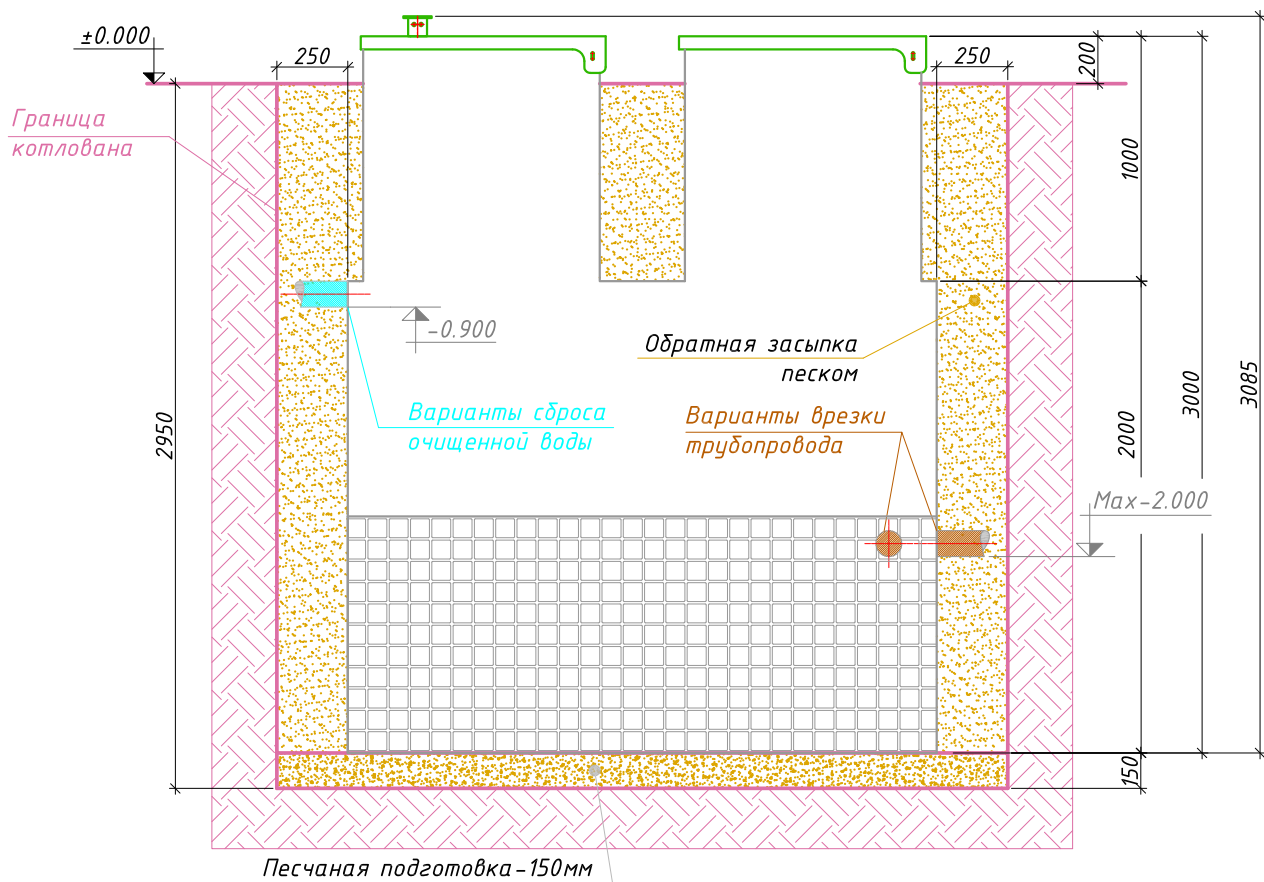 ±0.000
250
250
200
Граница
котлована
1000
-0.900
Обратная засыпка
песком
Варианты сброса
очищенной воды
Варианты врезки
трубопровода
2950
2000
3000
3085
Max-2.000
150
Песчаная подготовка-150мм